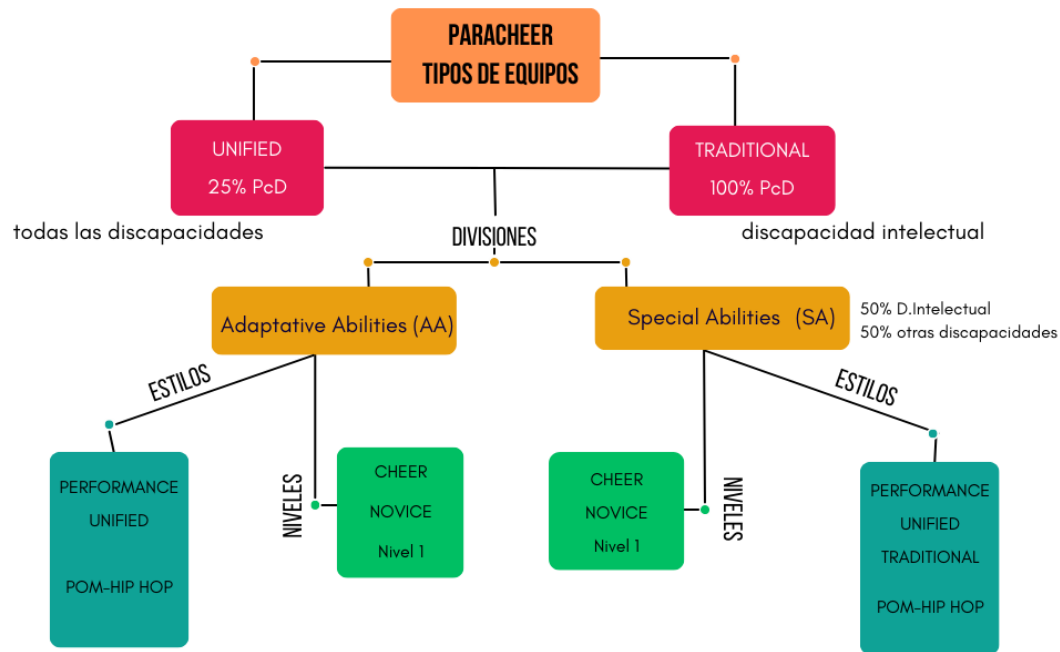 PARACHEER
TIPOS DE EQUIPOS
UNIFIED
25% PcD
TRADITIONAL
100% PcD
todas las discapacidades
discapacidad intelectual
DIVISIONES
Adaptative Abilities (AA)
Special Abilities (SA)
50% D.Intelectual
50% otras discapacidades
ESTILOS
ESTILOS
PERFORMANCE
UNIFIED
POM-HIP HOP
NIVELES
CHEER
NOVICE
Nivel 1
CHEER
NOVICE
Nivel 1
NIVELES
PERFORMANCE
UNIFIED
TRADITIONAL
POM-HIP HOP